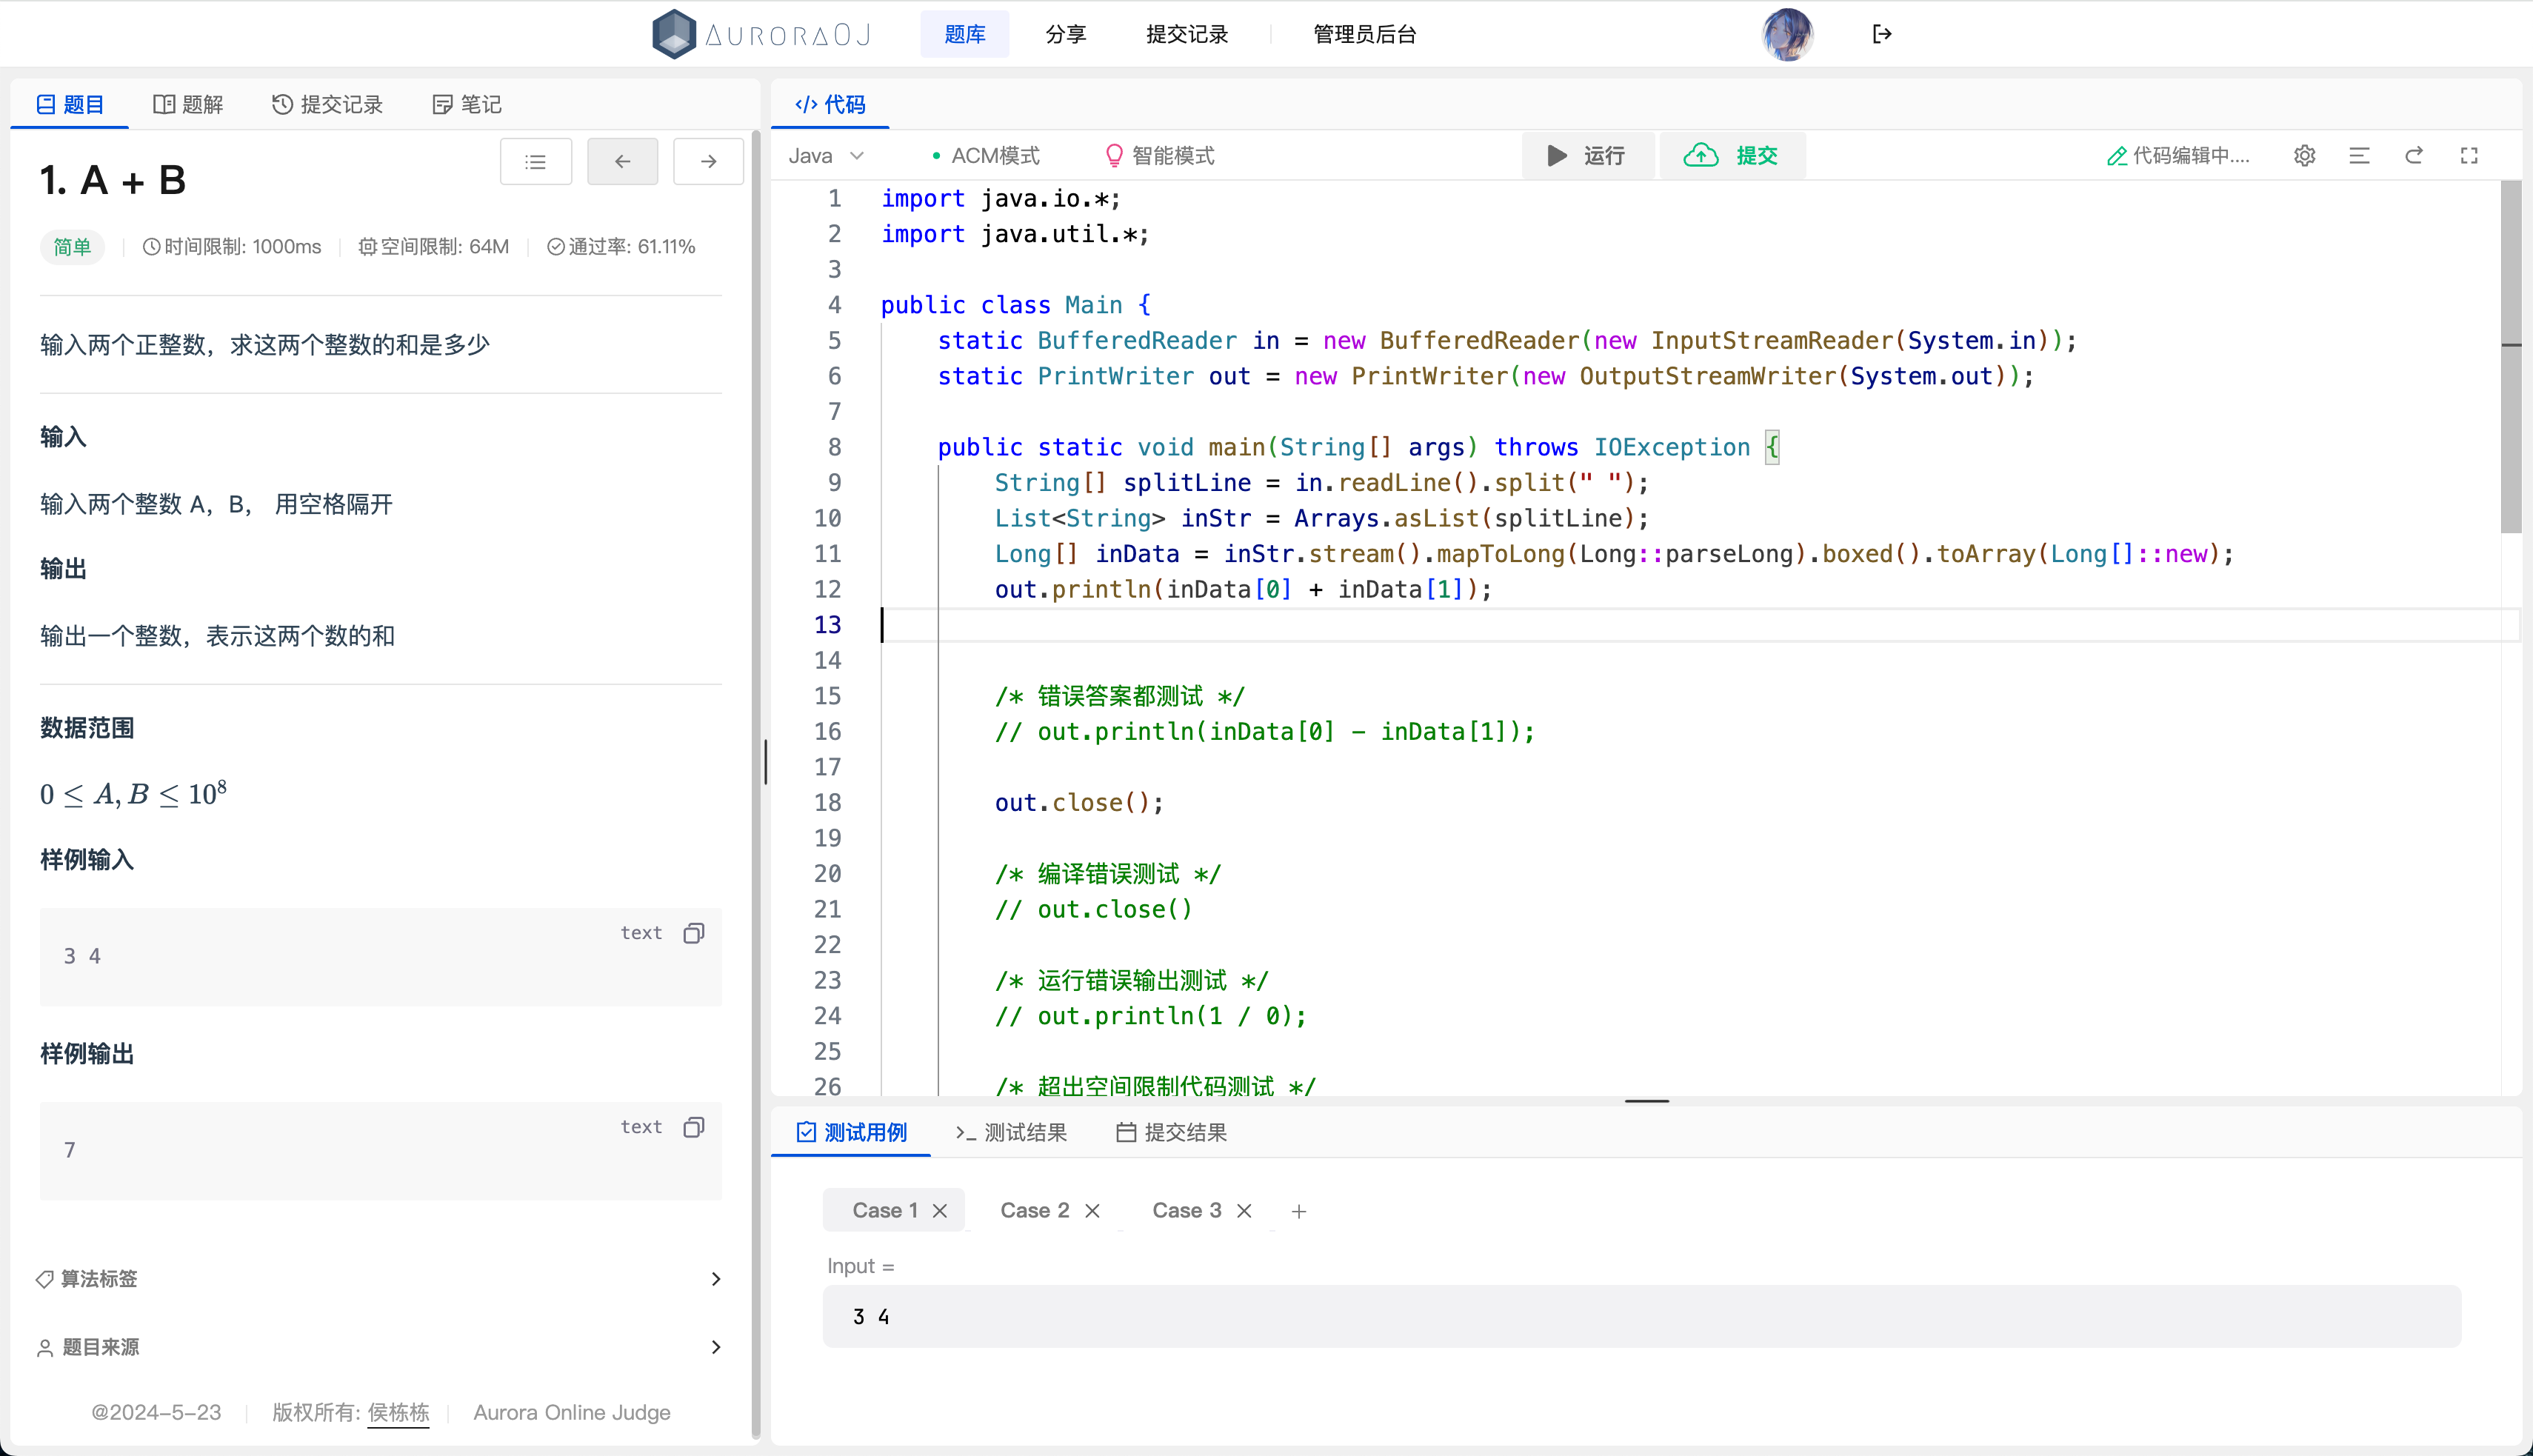 AURORAOJ 题库 分享 提交记录 管理员后台
题目 题解 提交记录 笔记
1. A + B
简单 时间限制: 1000ms 空间限制: 64M 通过率: 61.11%
输入两个正整数，求这两个整数的和是多少
输入
输入两个整数 A，B， 用空格隔开
输出
输出一个整数，表示这两个数的和
数据范围
0 ≤ A, B ≤ 10⁸
样例输入
text
3 4
样例输出
text
7
算法标签
题目来源
@2024-5-23 版权所有: 侯栋栋 Aurora Online Judge
</> 代码
Java ACM模式 智能模式 运行 提交 代码编辑中....
1 import java.io.*;
2 import java.util.*;
3
4 public class Main {
5 static BufferedReader in = new BufferedReader(new InputStreamReader(System.in));
6 static PrintWriter out = new PrintWriter(new OutputStreamWriter(System.out));
7
8 public static void main(String[] args) throws IOException {
9 String[] splitLine = in.readLine().split(" ");
10 List<String> inStr = Arrays.asList(splitLine);
11 Long[] inData = inStr.stream().mapToLong(Long::parseLong).boxed().toArray(Long[]::new);
12 out.println(inData[0] + inData[1]);
13
14
15 /* 错误答案都测试 */
16 // out.println(inData[0] - inData[1]);
17
18 out.close();
19
20 /* 编译错误测试 */
21 // out.close()
22
23 /* 运行错误输出测试 */
24 // out.println(1 / 0);
25
26 /* 超出空间限制代码测试 */
测试用例 测试结果 提交结果
Case 1 Case 2 Case 3
Input =
3 4